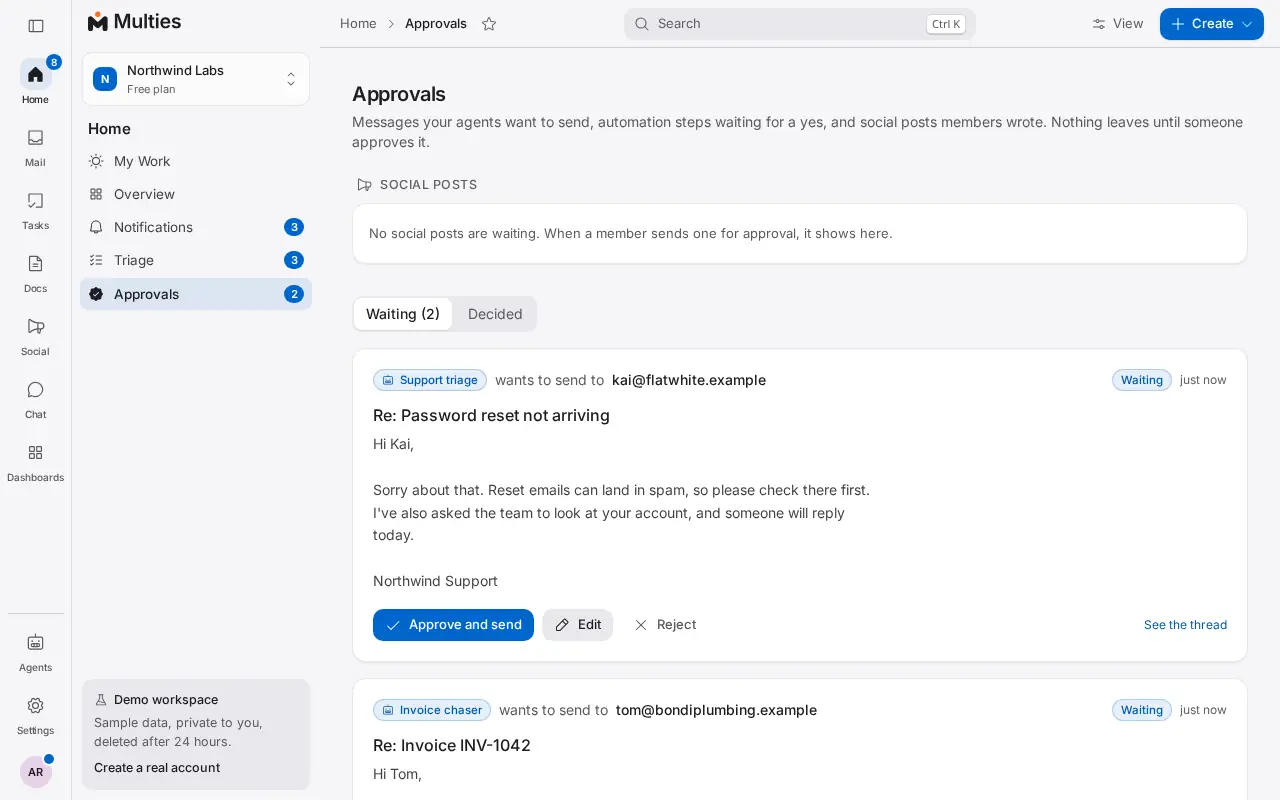 Multies
Home > Approvals
Search
Ctrl K
View
Create
8
Home
Mail
Tasks
Docs
Social
Chat
Dashboards
Agents
Settings
AR
N
Northwind Labs
Free plan
Home
My Work
Overview
Notifications 3
Triage 3
Approvals 2
Demo workspace
Sample data, private to you,
deleted after 24 hours.
Create a real account
Approvals
Messages your agents want to send, automation steps waiting for a yes, and social posts members wrote. Nothing leaves until someone
approves it.
SOCIAL POSTS
No social posts are waiting. When a member sends one for approval, it shows here.
Waiting (2)
Decided
Support triage wants to send to kai@flatwhite.example
Waiting just now
Re: Password reset not arriving
Hi Kai,
Sorry about that. Reset emails can land in spam, so please check there first.
I've also asked the team to look at your account, and someone will reply
today.
Northwind Support
Approve and send
Edit
Reject
See the thread
Invoice chaser wants to send to tom@bondiplumbing.example
Waiting just now
Re: Invoice INV-1042
Hi Tom,